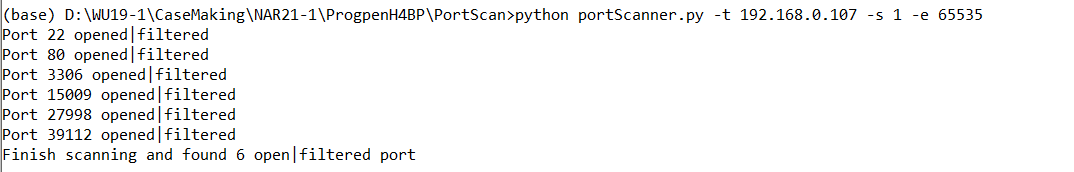 (base) D:\WU19-1\CaseMaking\NAR21-1\ProgpenH4BP\PortScan>python portScanner.py -t 192.168.0.107 -s 1 -e 65535
Port 22 opened|filtered
Port 80 opened|filtered
Port 3306 opened|filtered
Port 15009 opened|filtered
Port 27998 opened|filtered
Port 39112 opened|filtered
Finish scanning and found 6 open|filtered port